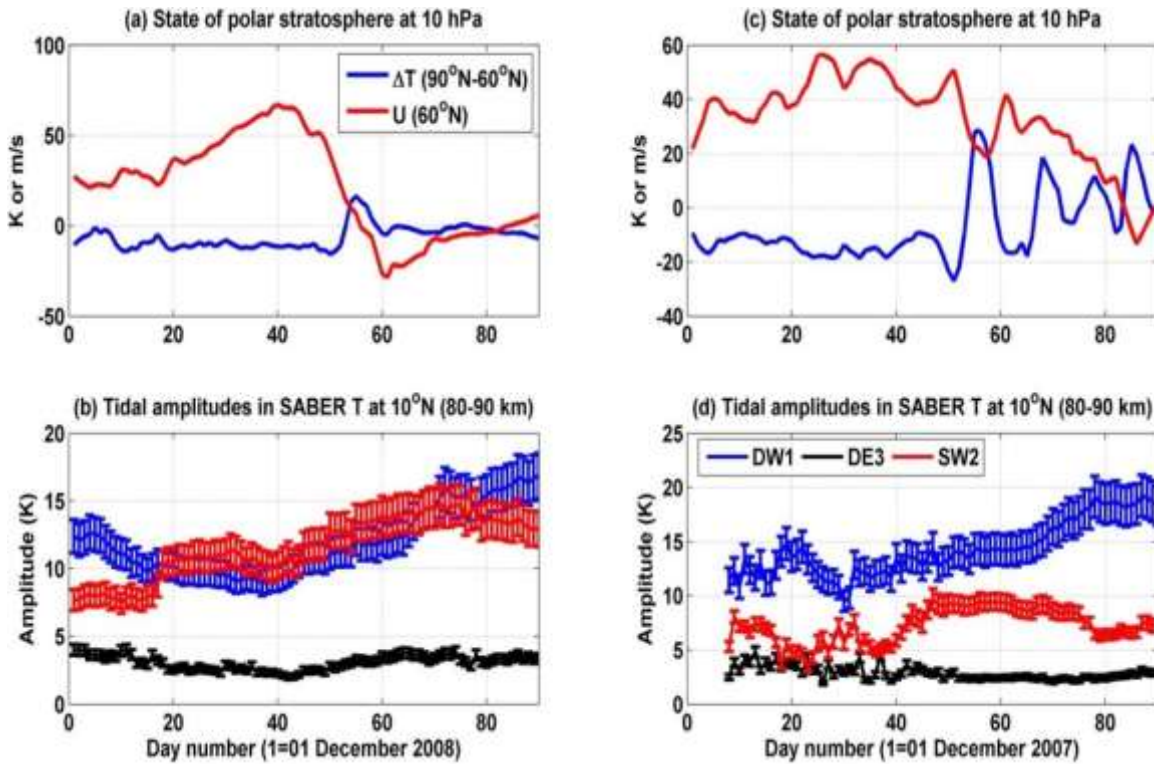 (a) State of polar stratosphere at 10 hPa
100
50
0
-50
K or m/s
ΔT (90°N-60°N)
U (60°N)
0 20 40 60 80
(c) State of polar stratosphere at 10 hPa
60
40
20
0
-20
-40
K or m/s
0 20 40 60 80
(b) Tidal amplitudes in SABER T at 10°N (80-90 km)
20
15
10
5
0
Amplitude (K)
0 20 40 60 80
Day number (1=01 December 2008)
(d) Tidal amplitudes in SABER T at 10°N (80-90 km)
25
20
15
10
5
0
Amplitude (K)
DW1 DE3 SW2
0 20 40 60 80
Day number (1=01 December 2007)